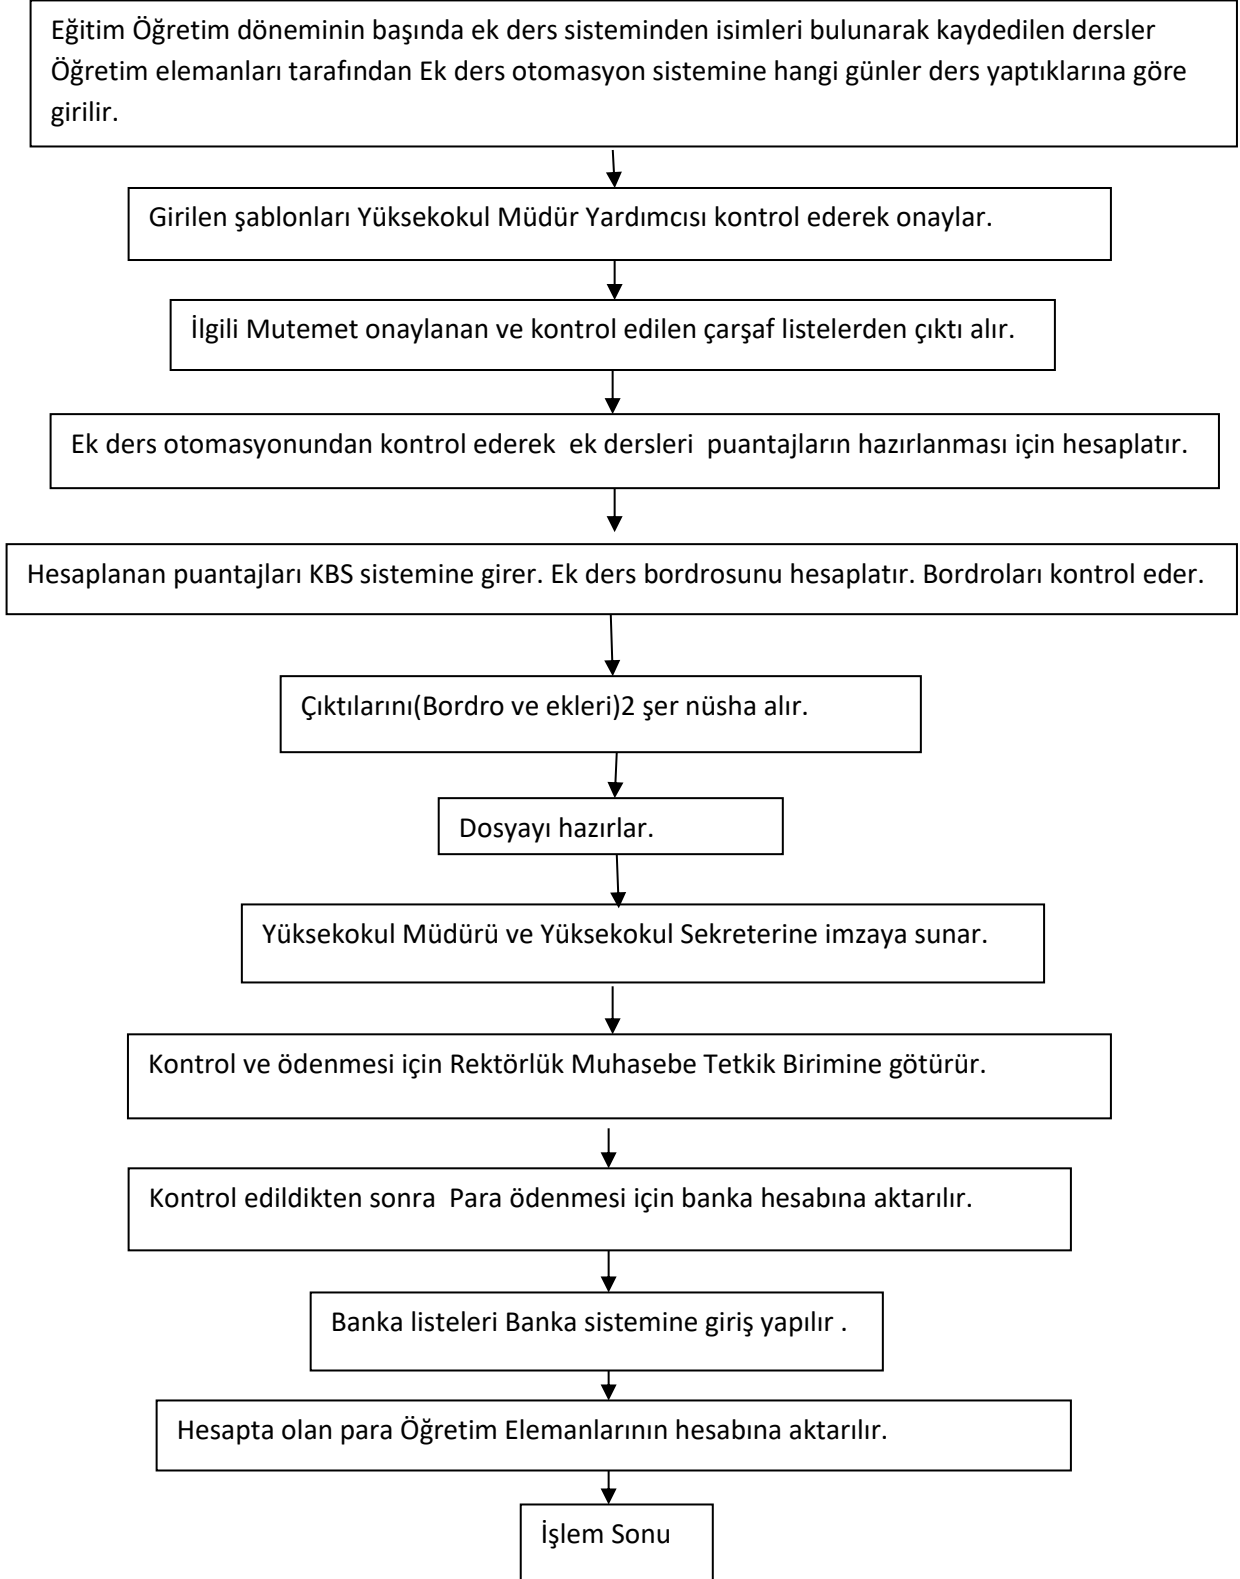 Eğitim Öğretim döneminin başında ek ders sisteminden isimleri bulunarak kaydedilen dersler
Öğretim elemanları tarafından Ek ders otomasyon sistemine hangi günler ders yaptıklarına göre
girilir.
Girilen şablonları Yüksekokul Müdür Yardımcısı kontrol ederek onaylar.
İlgili Mutemet onaylanan ve kontrol edilen çarşaf listelerden çıktı alır.
Ek ders otomasyonundan kontrol ederek  ek dersleri  puantajların hazırlanması için hesaplatır.
Hesaplanan puantajları KBS sistemine girer. Ek ders bordrosunu hesaplatır. Bordroları kontrol eder.
Çıktılarını(Bordro ve ekleri)2 şer nüsha alır.
Dosyayı hazırlar.
Yüksekokul Müdürü ve Yüksekokul Sekreterine imzaya sunar.
Kontrol ve ödenmesi için Rektörlük Muhasebe Tetkik Birimine götürür.
Kontrol edildikten sonra  Para ödenmesi için banka hesabına aktarılır.
Banka listeleri Banka sistemine giriş yapılır .
Hesapta olan para Öğretim Elemanlarının hesabına aktarılır.
İşlem Sonu